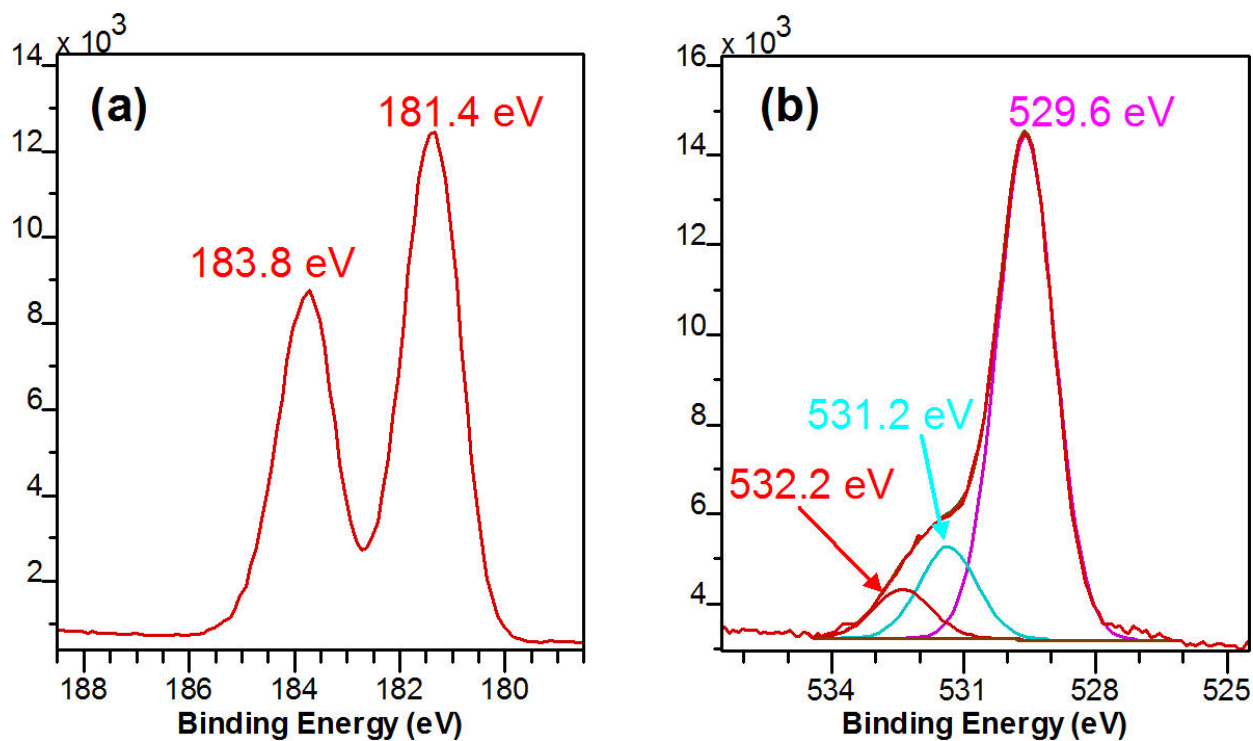 x 10³
14
12
10
8
6
4
2
(a)
181.4 eV
183.8 eV
188
186
184
182
180
Binding Energy (eV)
x 10³
16
14
12
10
8
6
4
(b)
529.6 eV
531.2 eV
532.2 eV
534
531
528
525
Binding Energy (eV)